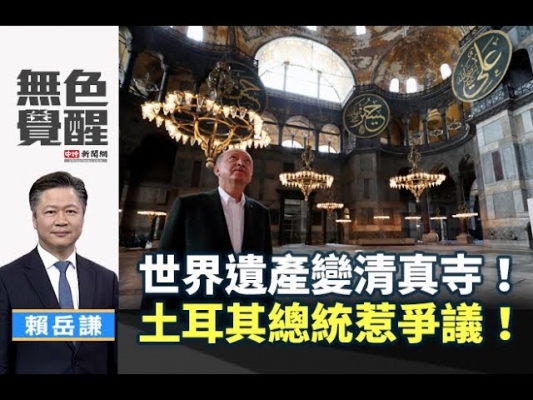 無色
覺醒
中時新聞網
賴岳謙
世界遺產變清真寺！
土耳其總統惹爭議！